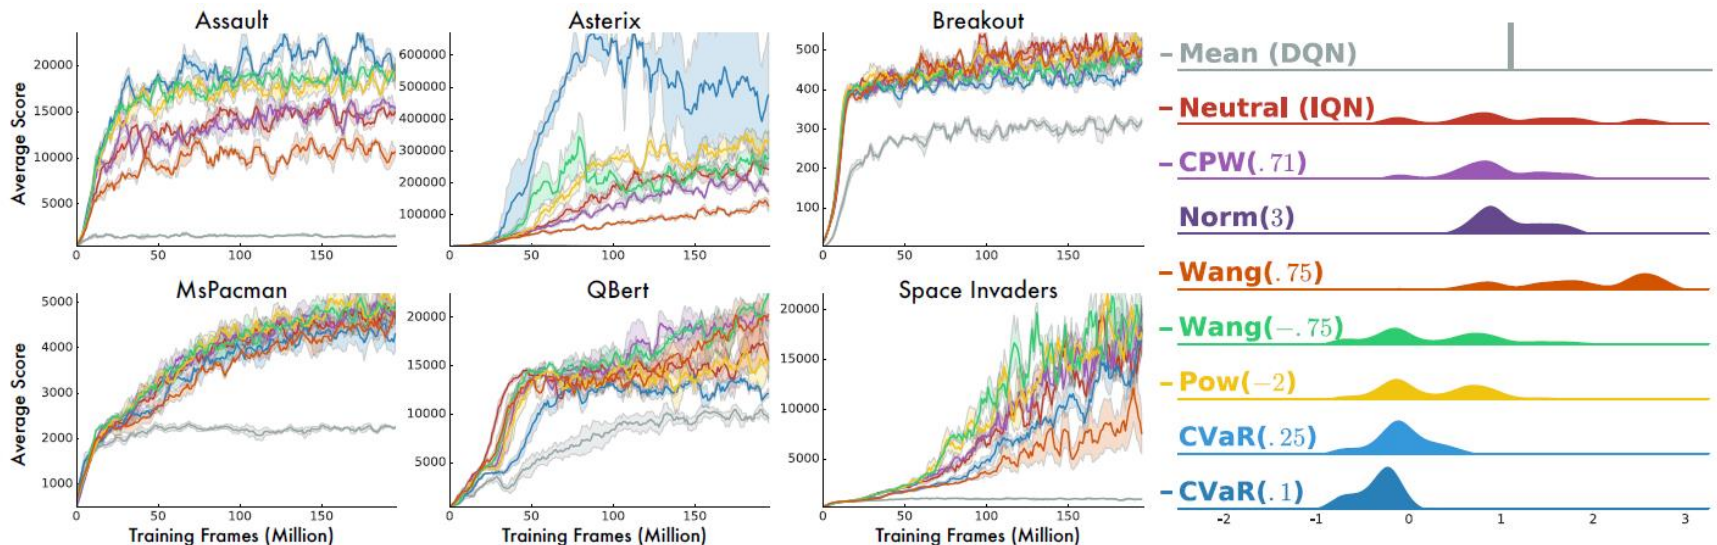 Assault
Average Score
20000
15000
10000
5000
0 50 100 150
Asterix
600000
500000
400000
300000
200000
100000
0 50 100 150
Breakout
500
400
300
200
100
0 50 100 150
MsPacman
Average Score
5000
4000
3000
2000
1000
0 50 100 150
Training Frames (Million)
QBert
20000
15000
10000
5000
0 50 100 150
Training Frames (Million)
Space Invaders
20000
15000
10000
5000
0 50 100 150
Training Frames (Million)
Mean (DQN)
Neutral (IQN)
CPW(.71)
Norm(3)
Wang(.75)
Wang(−.75)
Pow(−2)
CVaR(.25)
CVaR(.1)
-2 -1 0 1 2 3